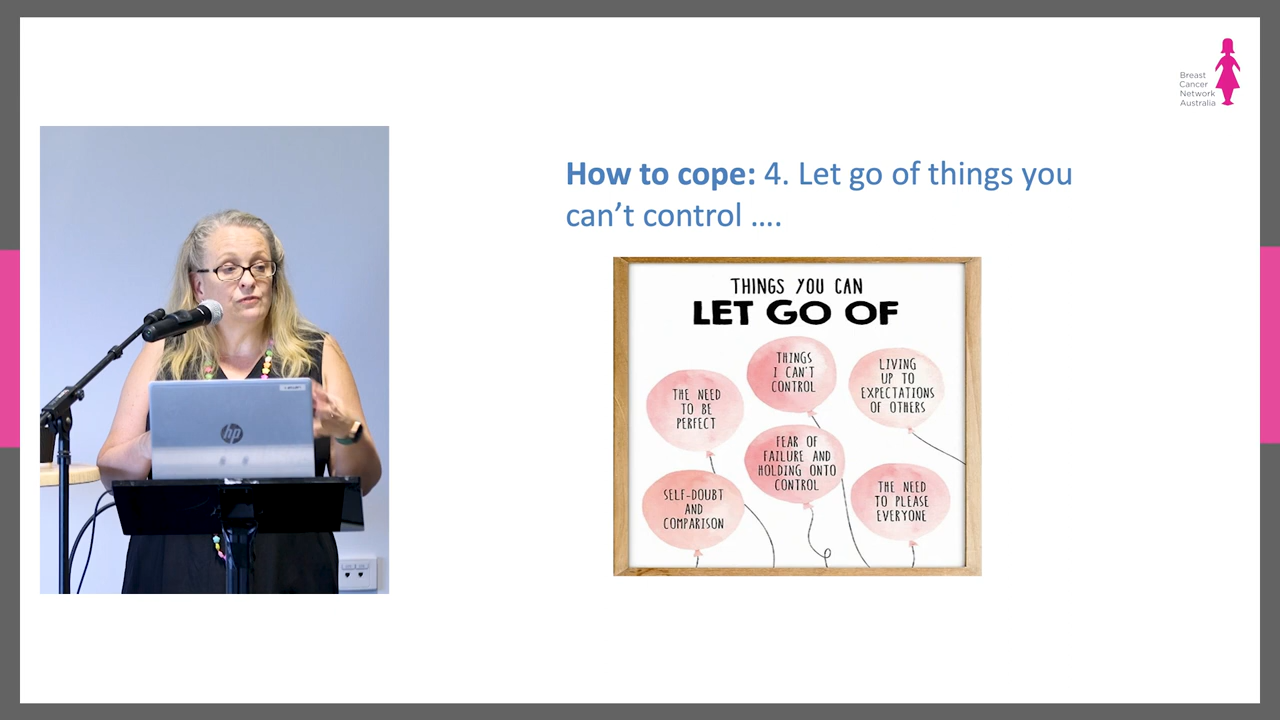 Breast
Cancer
Network
Australia
How to cope: 4. Let go of things you
can’t control ....
THINGS YOU CAN
LET GO OF
THINGS
I CAN'T
CONTROL
LIVING
UP TO
EXPECTATIONS
OF OTHERS
THE NEED
TO BE
PERFECT
FEAR OF
FAILURE AND
HOLDING ONTO
CONTROL
SELF-DOUBT
AND
COMPARISON
THE NEED
TO PLEASE
EVERYONE
hp